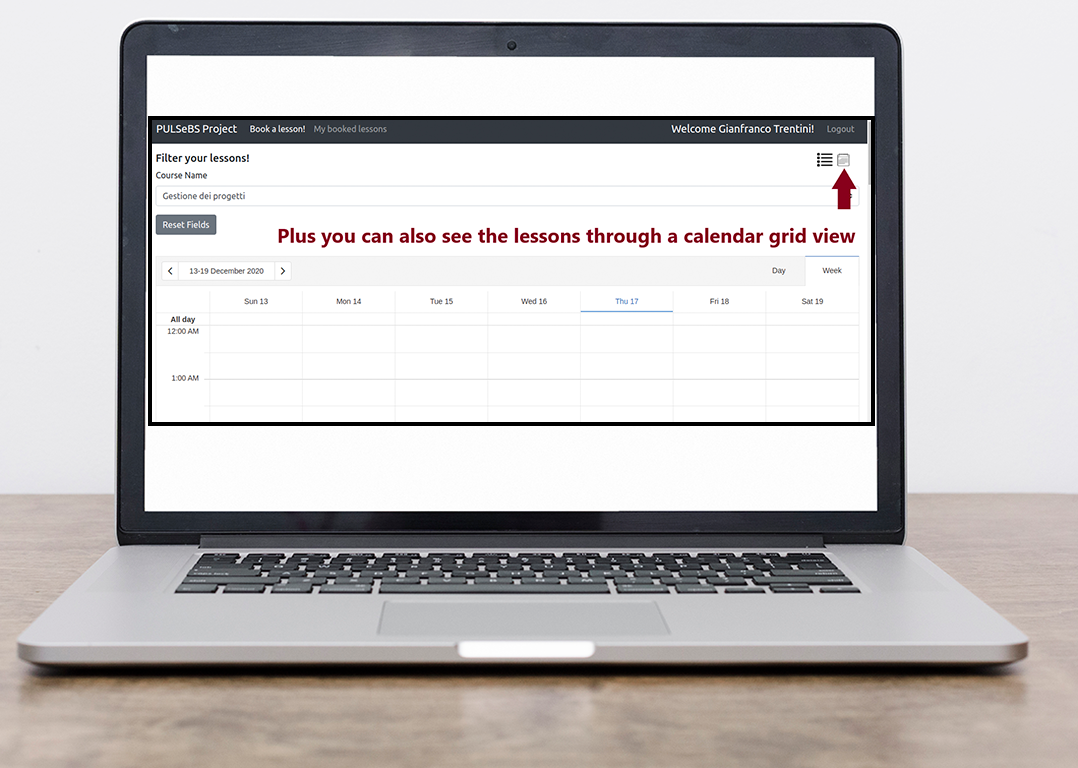 PULSeBS Project Book a lesson! My booked lessons Welcome Gianfranco Trentini! Logout
Filter your lessons!
Course Name
Gestione dei progetti
Reset Fields
Plus you can also see the lessons through a calendar grid view
13-19 December 2020 Day Week
Sun 13 Mon 14 Tue 15 Wed 16 Thu 17 Fri 18 Sat 19
All day
12:00 AM
1:00 AM